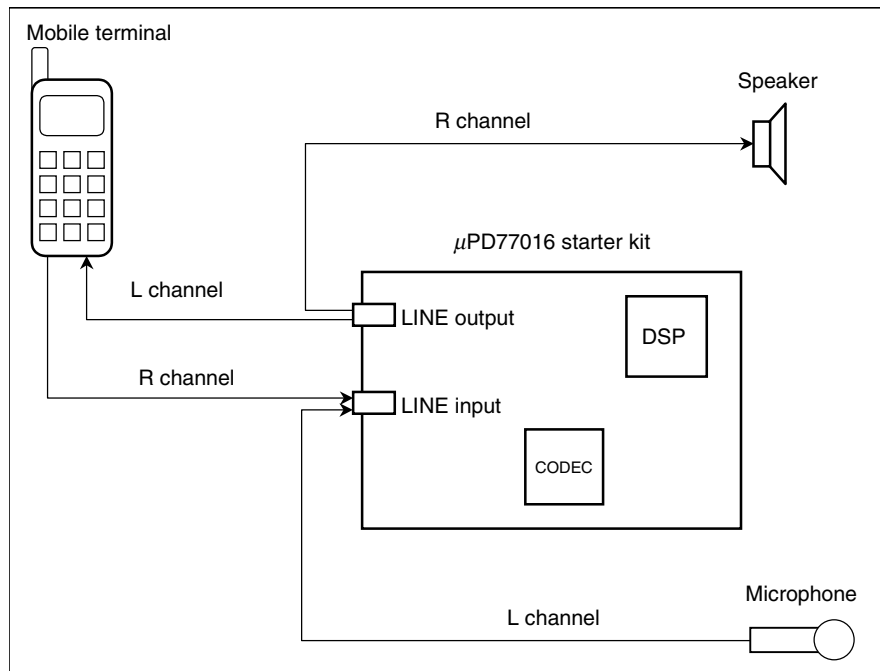 Mobile terminal
Speaker
R channel
μPD77016 starter kit
L channel
LINE output
DSP
R channel
LINE input
CODEC
Microphone
L channel